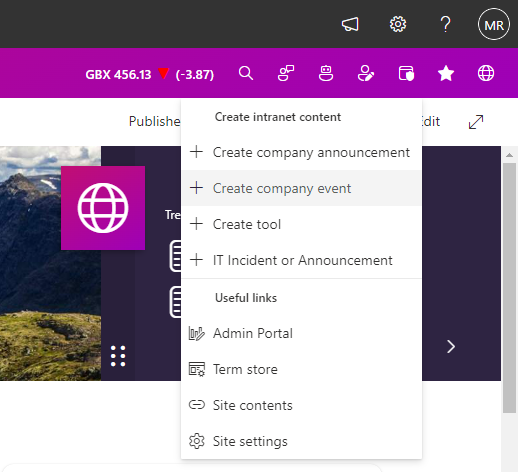 MR
GBX 456.13 (-3.87)
Publishe
dit
Create intranet content
Create company announcement
Tre
Create company event
Create tool
IT Incident or Announcement
Useful links
Admin Portal
Term store
Site contents
Site settings